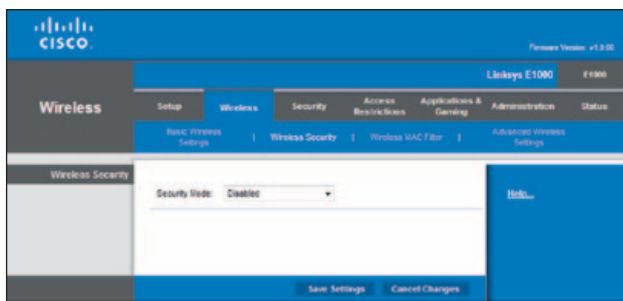 CISCO
Firmware Version: v1.0.00
Linksys E1000 E1000
Wireless
Setup Wireless Security Access Restrictions Applications & Gaming Administration Status
Basic Wireless Settings | Wireless Security | Wireless MAC Filter | Advanced Wireless Settings
Wireless Security
Security Mode: Disabled
Help...
Save Settings Cancel Changes